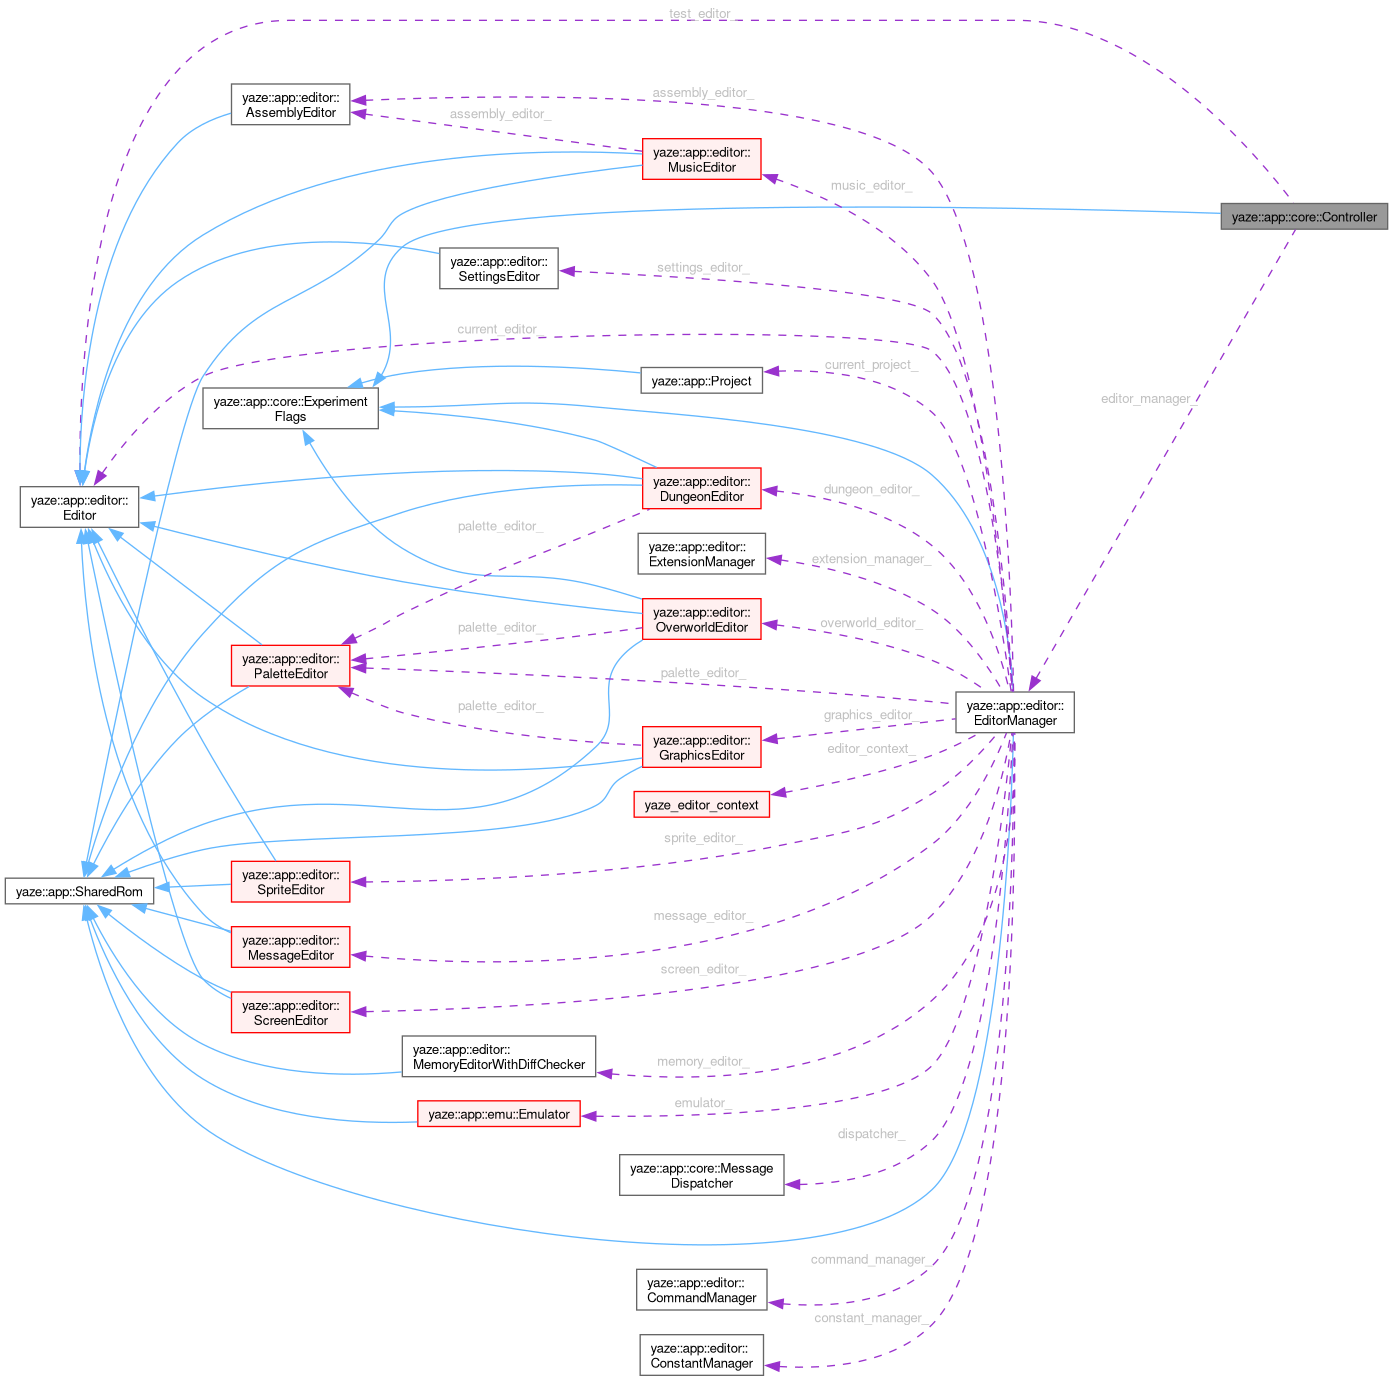 test_editor_
yaze::app::editor::
AssemblyEditor
assembly_editor_
assembly_editor_
yaze::app::editor::
MusicEditor
music_editor_
yaze::app::core::Controller
yaze::app::editor::
SettingsEditor
settings_editor_
current_editor_
current_project_
yaze::app::Project
yaze::app::core::Experiment
Flags
editor_manager_
yaze::app::editor::
DungeonEditor
dungeon_editor_
yaze::app::editor::
Editor
palette_editor_
yaze::app::editor::
ExtensionManager
extension_manager_
yaze::app::editor::
OverworldEditor
overworld_editor_
palette_editor_
yaze::app::editor::
PaletteEditor
palette_editor_
palette_editor_
yaze::app::editor::
EditorManager
graphics_editor_
yaze::app::editor::
GraphicsEditor
editor_context_
yaze_editor_context
sprite_editor_
yaze::app::editor::
SpriteEditor
yaze::app::SharedRom
message_editor_
yaze::app::editor::
MessageEditor
screen_editor_
yaze::app::editor::
ScreenEditor
yaze::app::editor::
MemoryEditorWithDiffChecker
memory_editor_
emulator_
yaze::app::emu::Emulator
dispatcher_
yaze::app::core::Message
Dispatcher
command_manager_
yaze::app::editor::
CommandManager
constant_manager_
yaze::app::editor::
ConstantManager